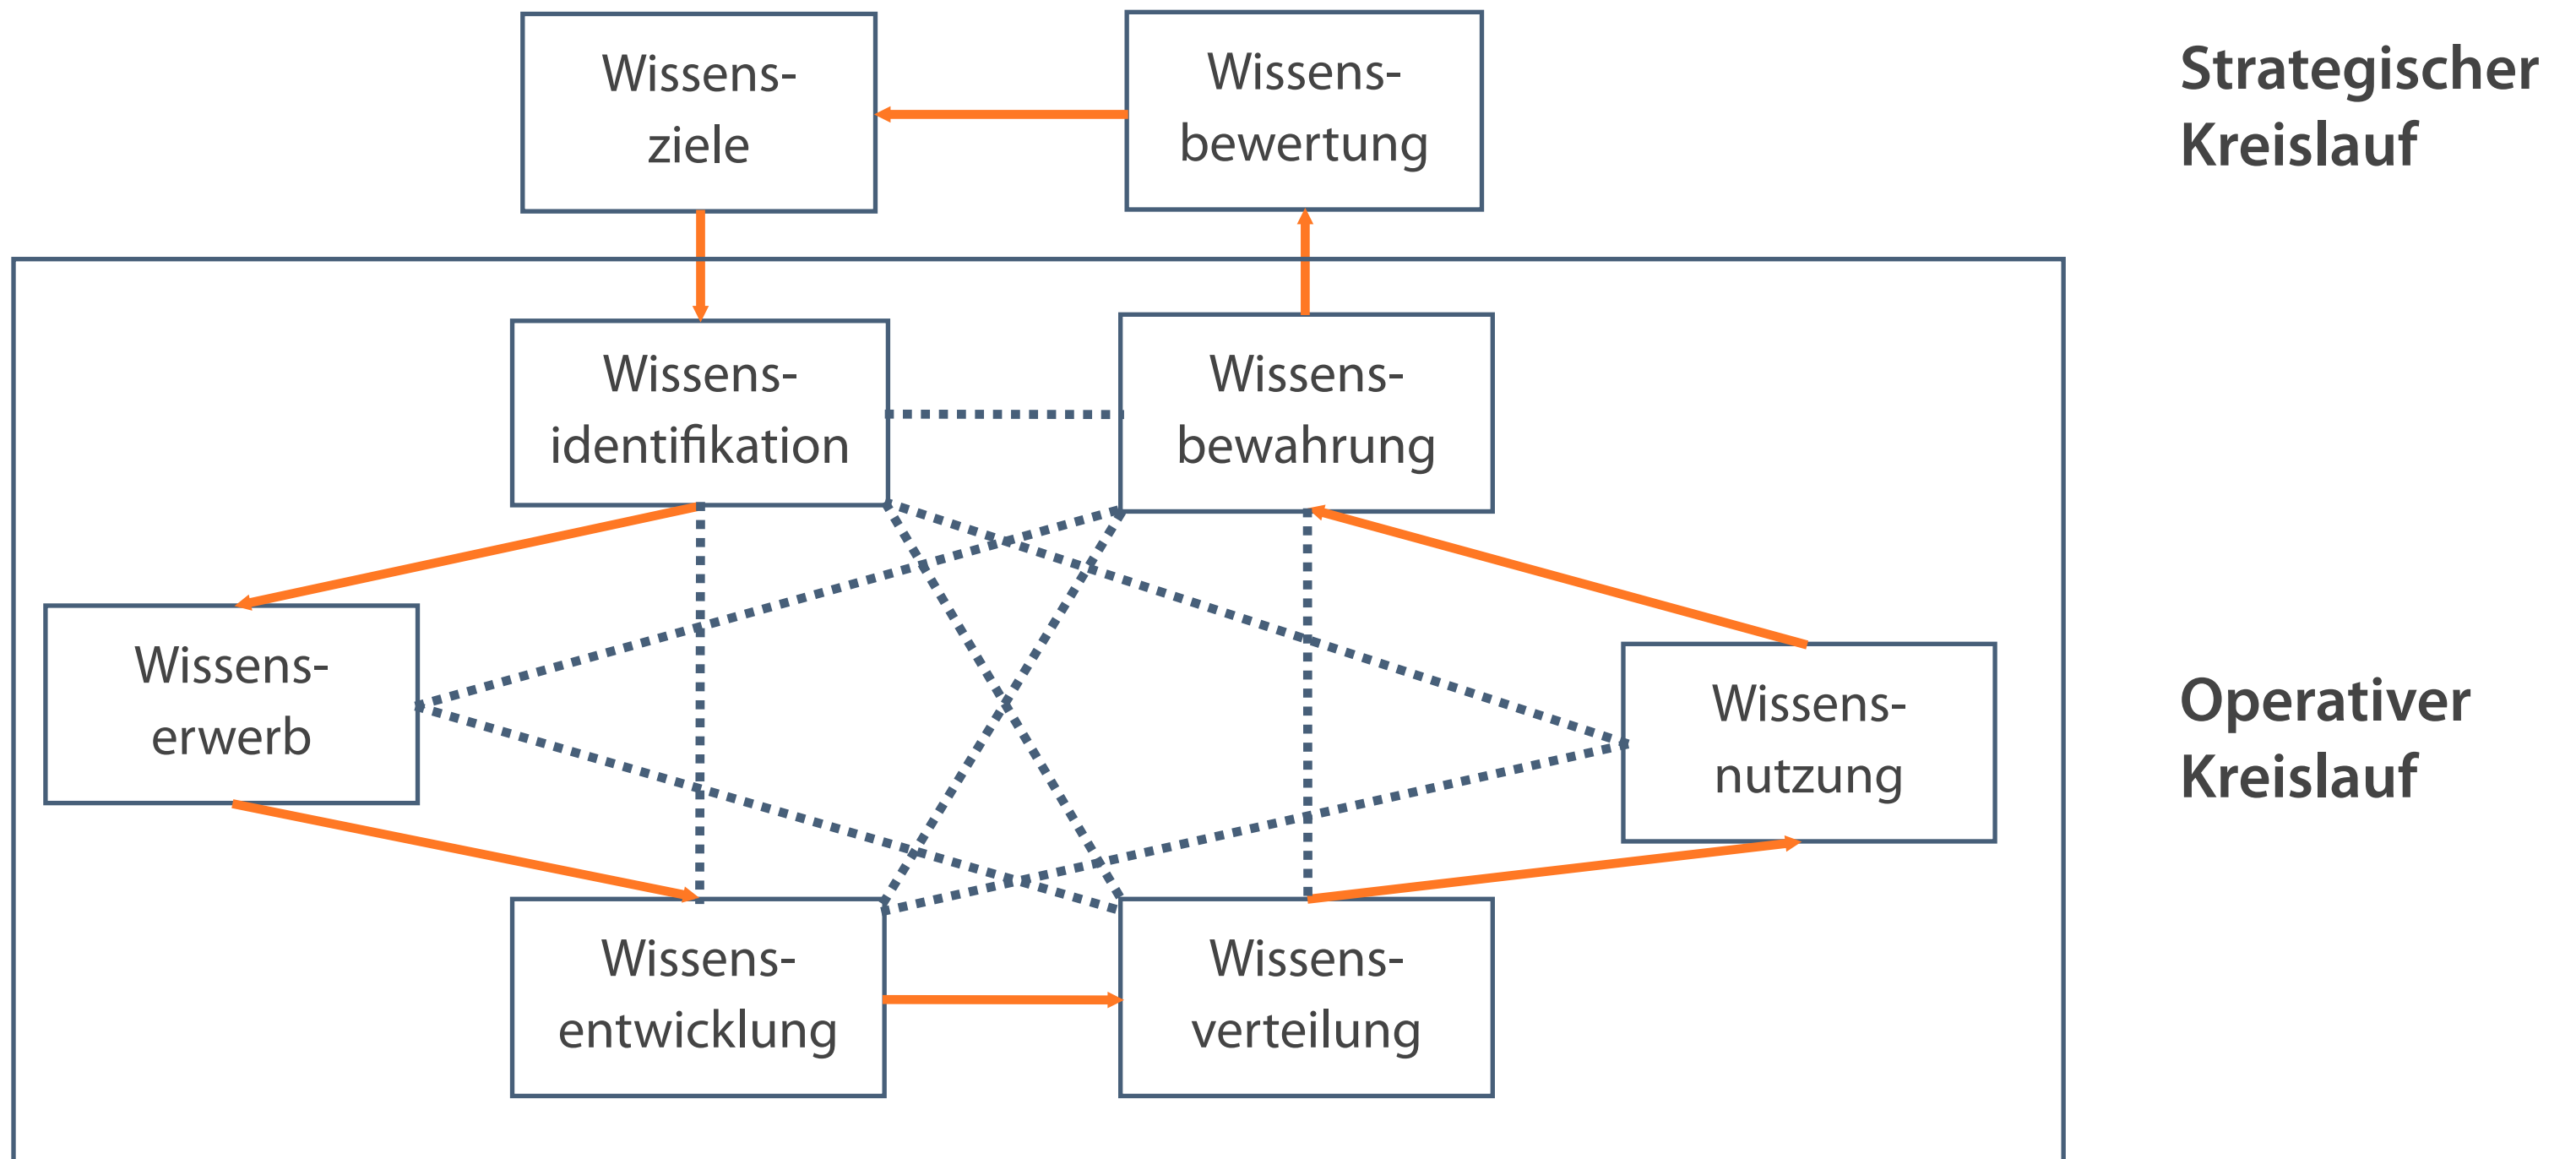 Wissens-
ziele
Wissens-
bewertung
Strategischer
Kreislauf
Wissens-
identifikation
Wissens-
bewahrung
Wissens-
erwerb
Wissens-
nutzung
Operativer
Kreislauf
Wissens-
entwicklung
Wissens-
verteilung